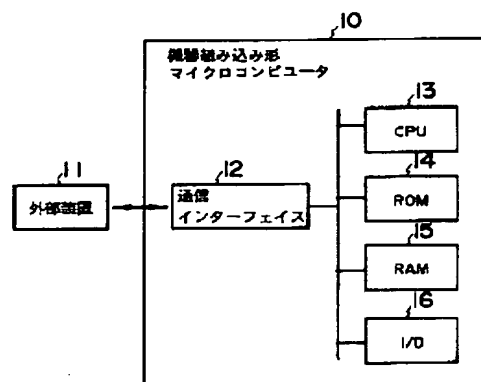 10
機器組み込み形
マイクロコンピュータ
13
CPU
11
12
14
外部装置
通信
インターフェイス
ROM
15
RAM
16
I/O